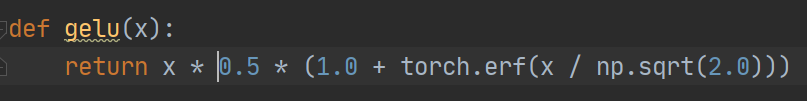 def gelu(x):
    return x * 0.5 * (1.0 + torch.erf(x / np.sqrt(2.0)))